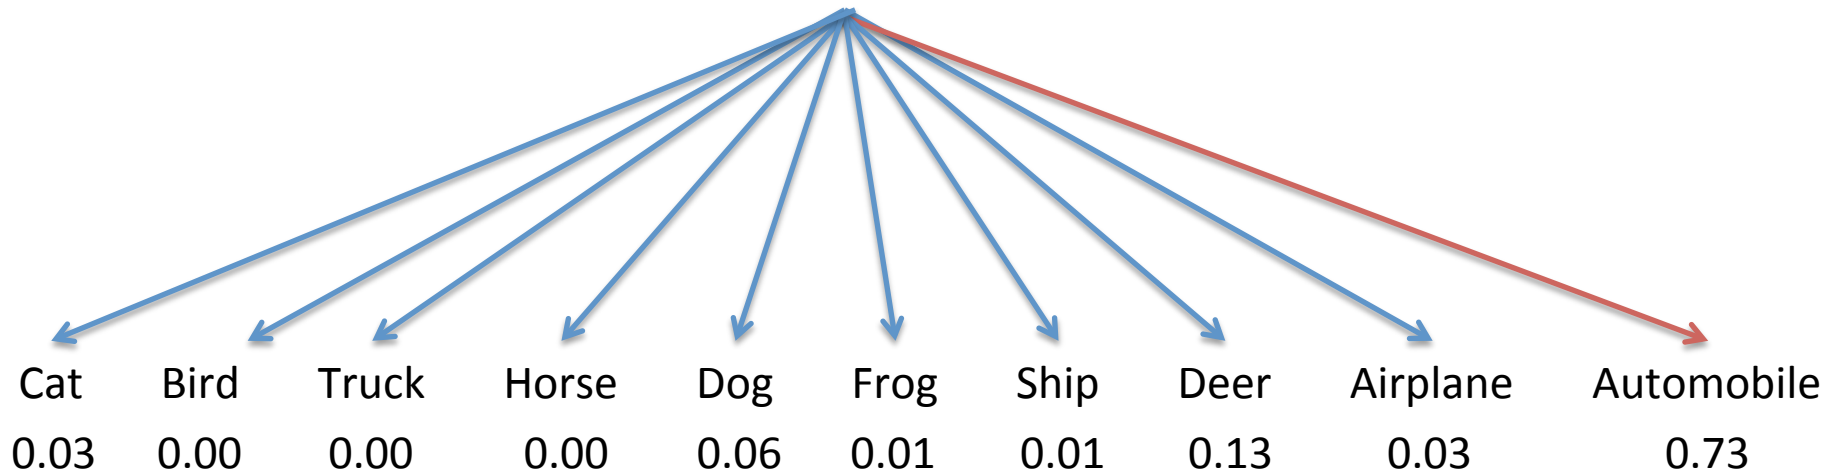 Cat Bird Truck Horse Dog Frog Ship Deer Airplane Automobile
0.03 0.00 0.00 0.00 0.06 0.01 0.01 0.13 0.03 0.73